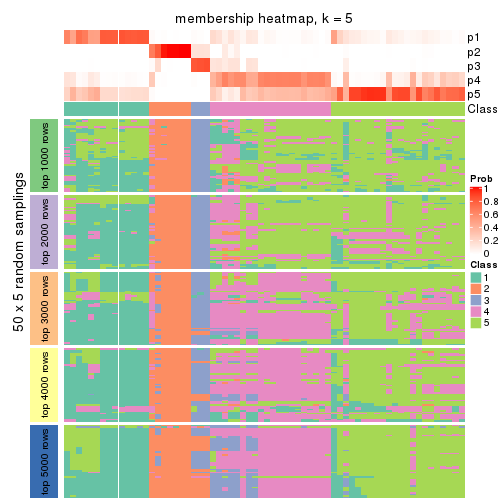 membership heatmap, k = 5
p1
p2
p3
p4
p5
Class
50 x 5 random samplings
top 1000 rows
top 2000 rows
top 3000 rows
top 4000 rows
top 5000 rows
Prob
1
0.8
0.6
0.4
0.2
0
Class
1
2
3
4
5